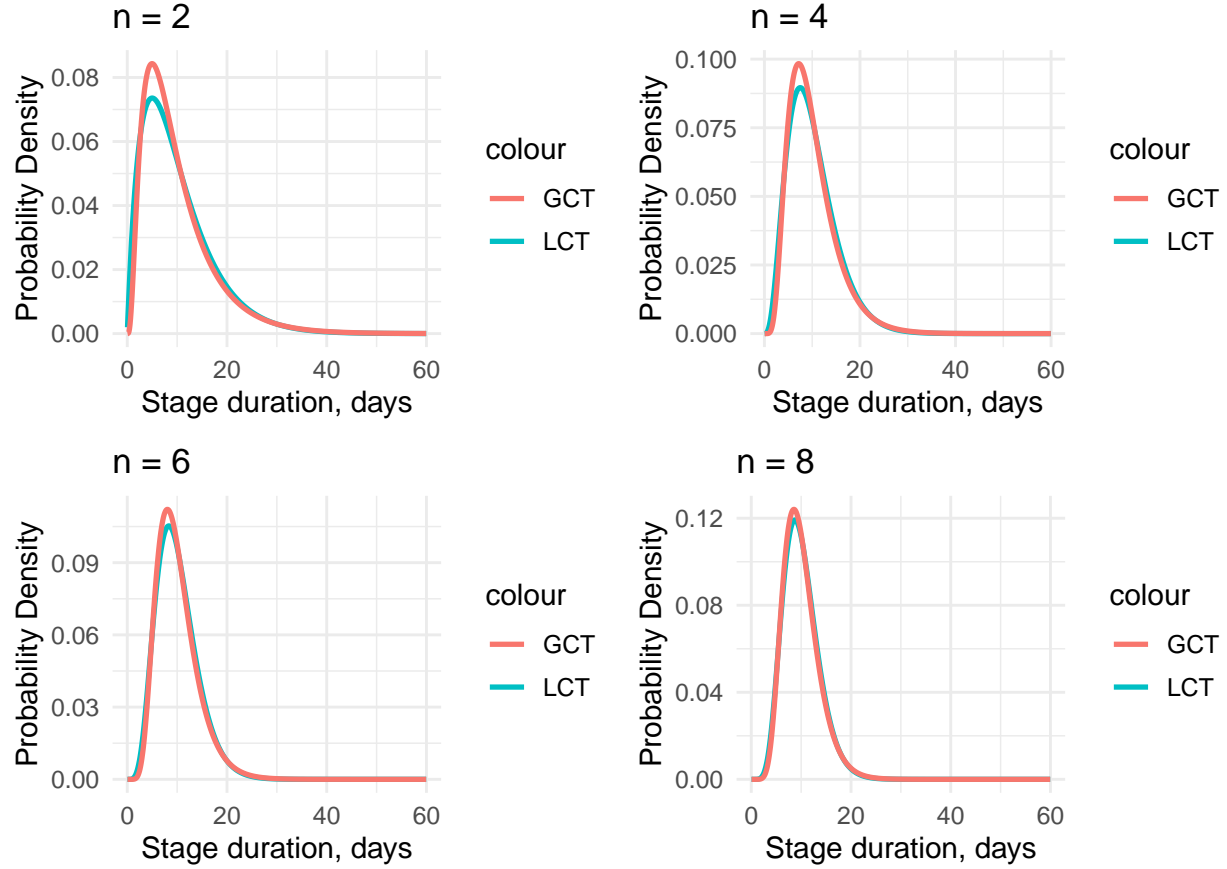 n = 2
Probability Density
0.08
0.06
0.04
0.02
0.00
0 20 40 60
Stage duration, days
colour
GCT
LCT
n = 4
Probability Density
0.100
0.075
0.050
0.025
0.000
0 20 40 60
Stage duration, days
colour
GCT
LCT
n = 6
Probability Density
0.09
0.06
0.03
0.00
0 20 40 60
Stage duration, days
colour
GCT
LCT
n = 8
Probability Density
0.12
0.08
0.04
0.00
0 20 40 60
Stage duration, days
colour
GCT
LCT